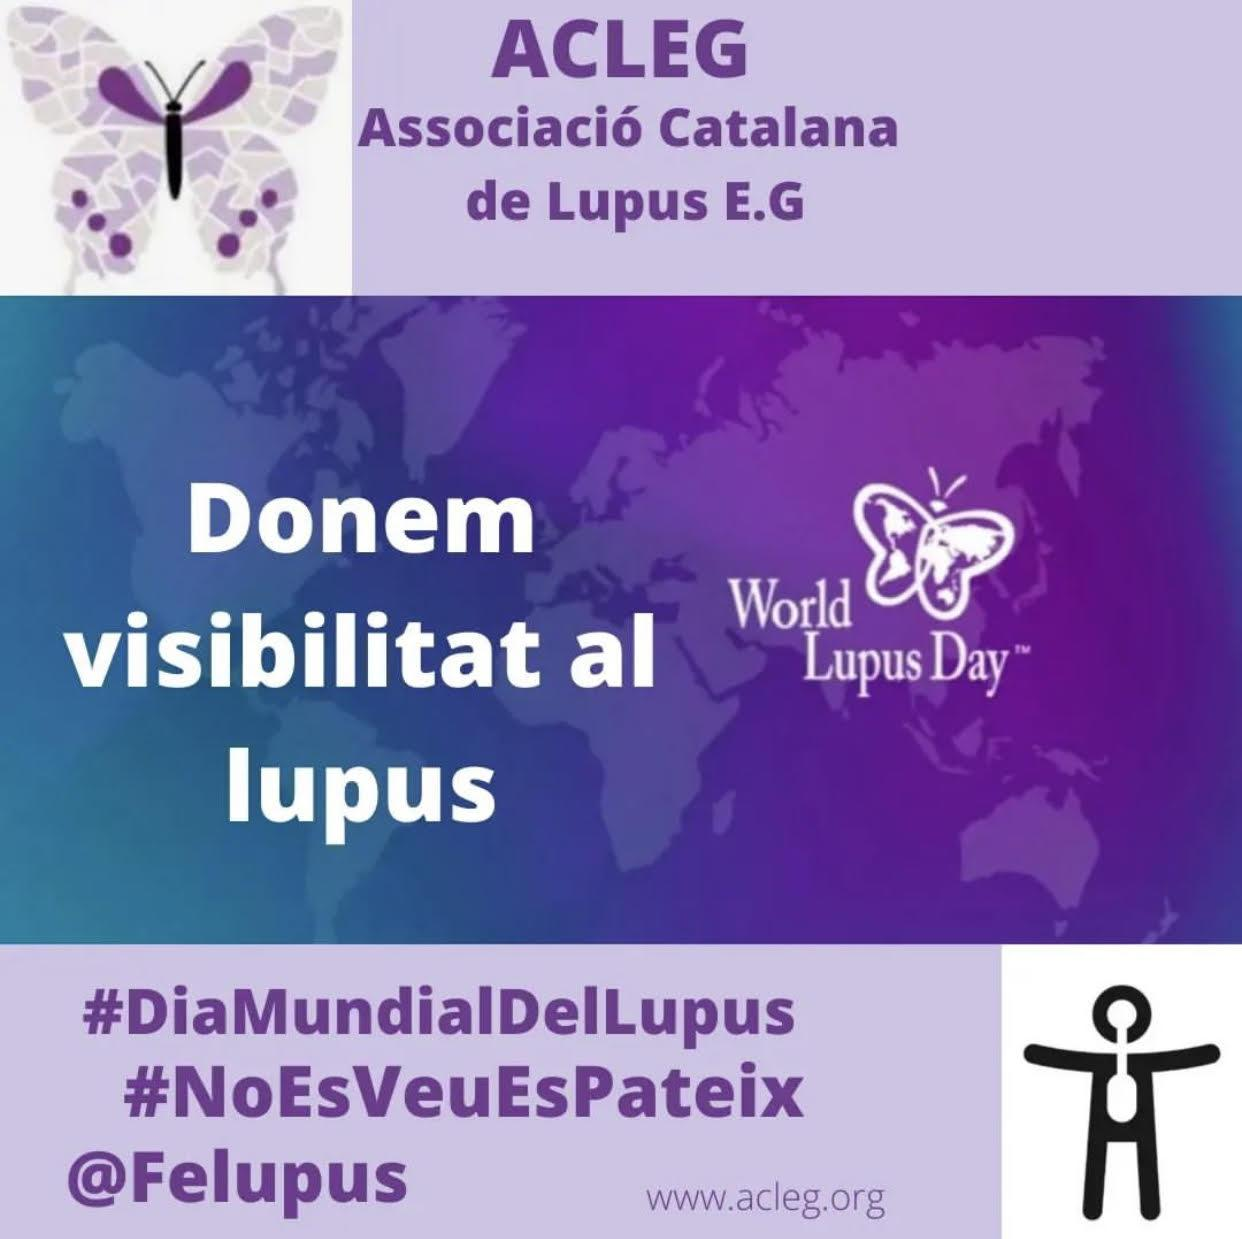 ACLEG
Associació Catalana
de Lupus E.G
Donem
visibilitat al
lupus
World
Lupus Day™
#DiaMundialDelLupus
#NoEsVeuEsPateix
@Felupus
www.acleg.org